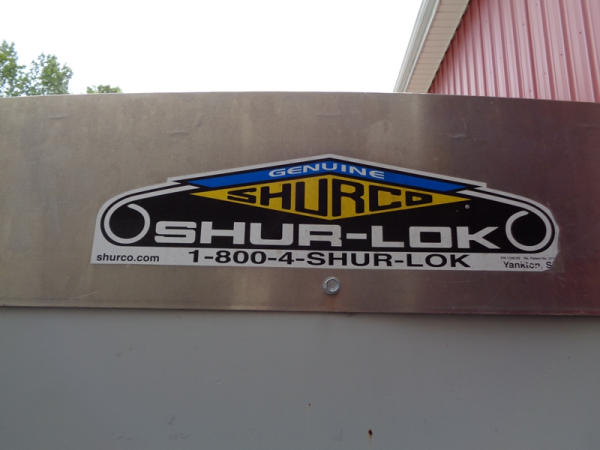 GENUINE
SHURCO
SHUR-LOK
shurco.com 1-800-4-SHUR-LOK
Yankton, S